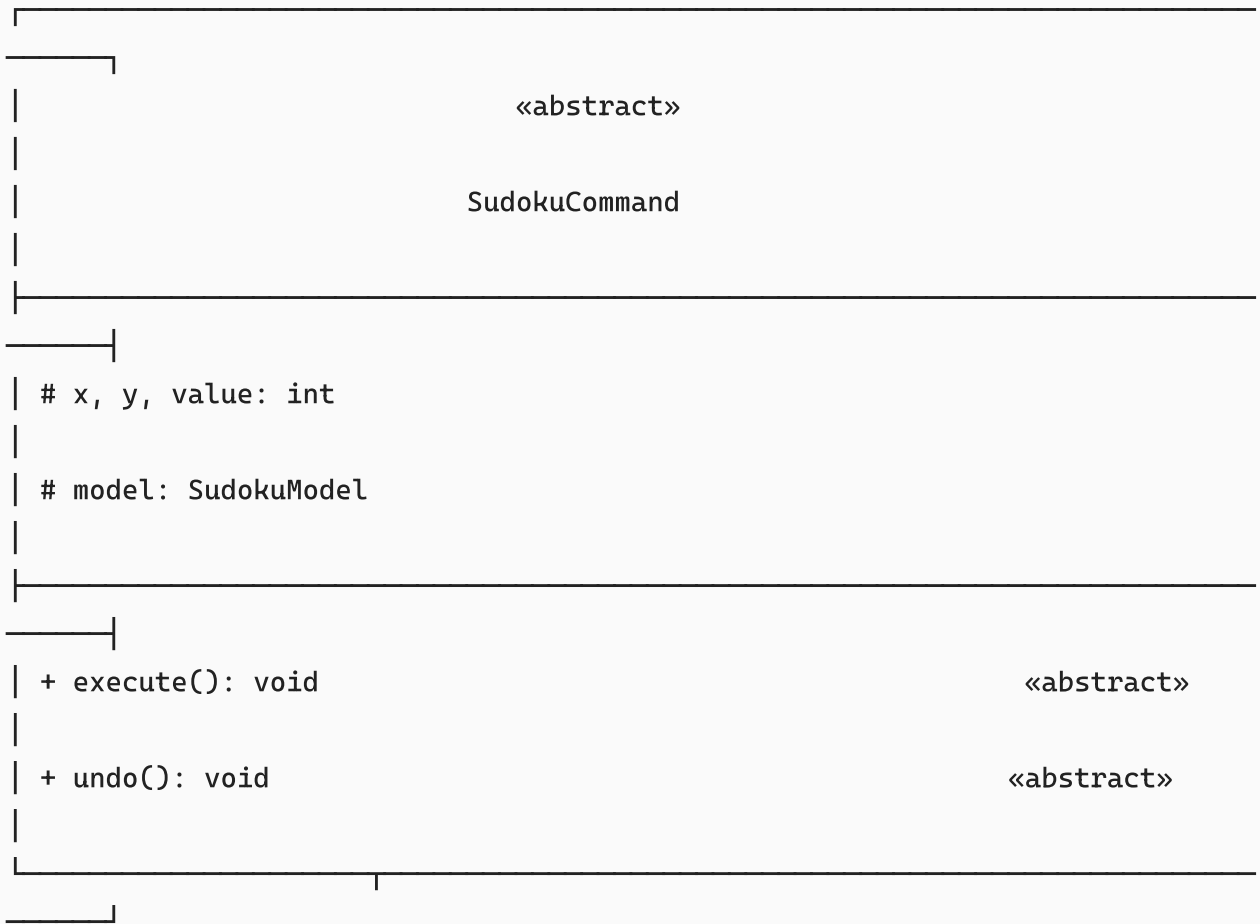 «abstract»
SudokuCommand
# x, y, value: int
# model: SudokuModel
+ execute(): void «abstract»
+ undo(): void «abstract»